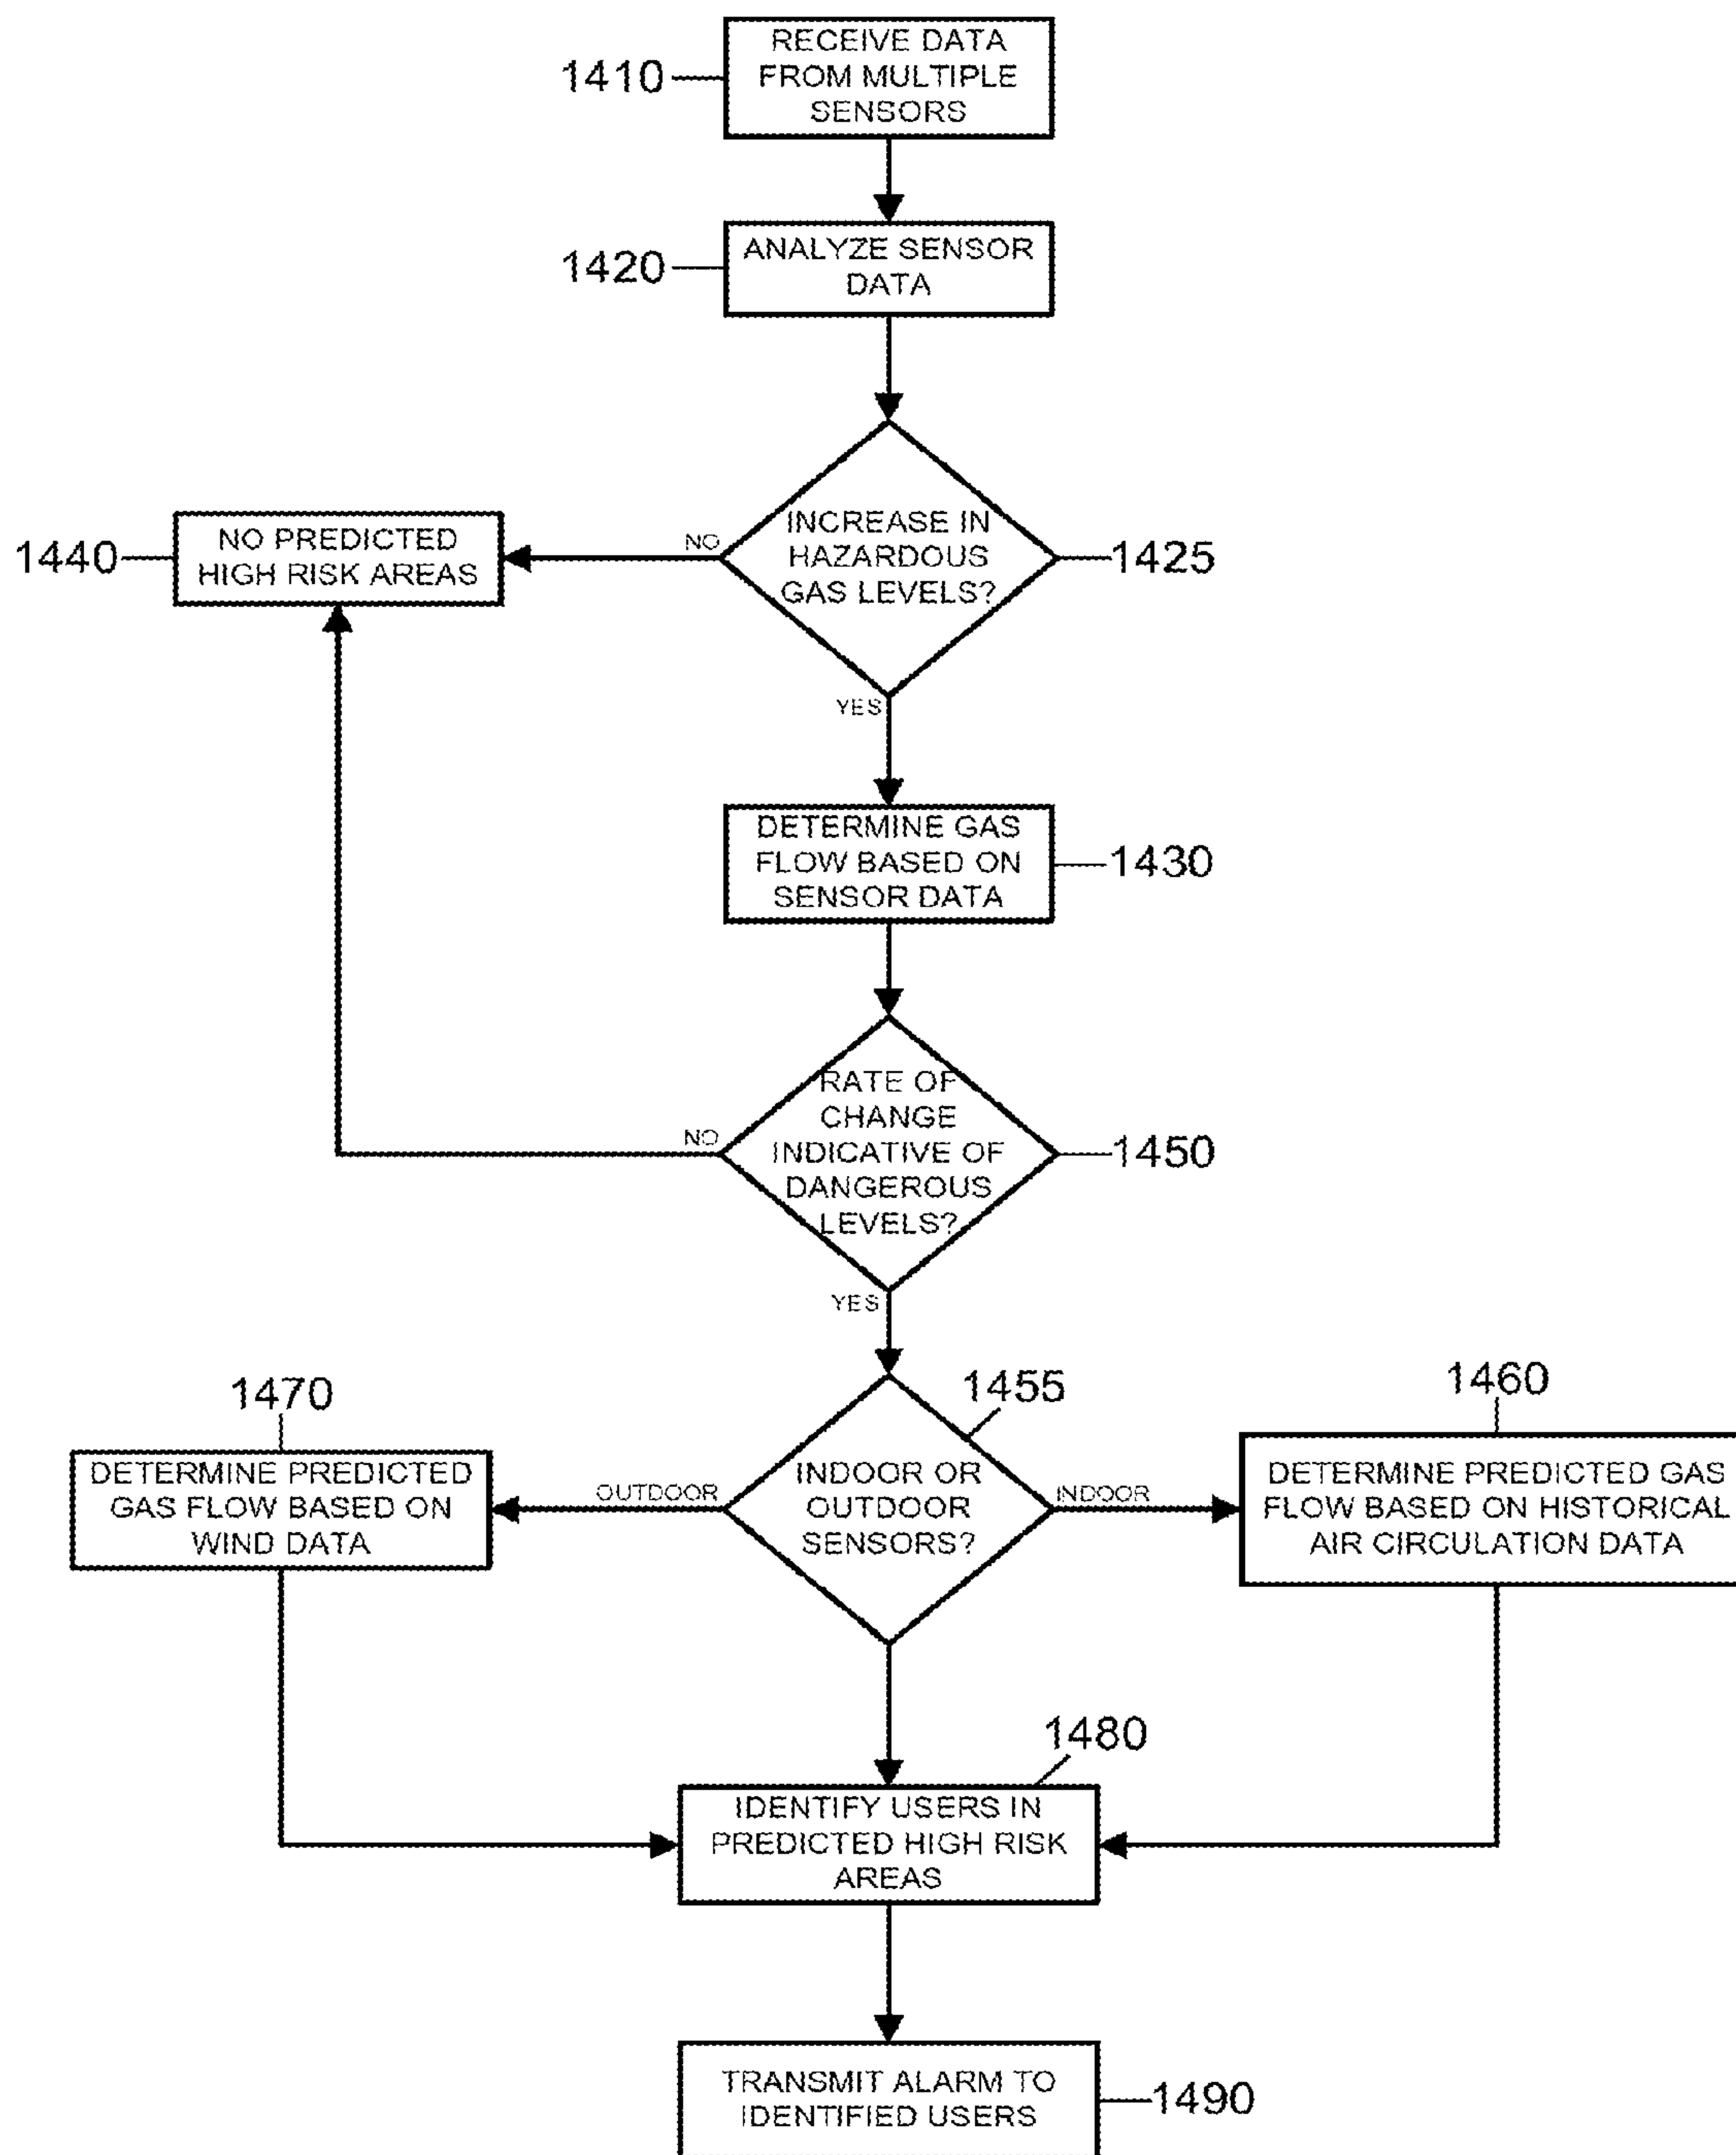 RECEIVE DATA
FROM MULTIPLE
SENSORS
1410
ANALYZE SENSOR
DATA
1420
INCREASE IN
HAZARDOUS
GAS LEVELS?
1425
NO
NO PREDICTED
HIGH RISK AREAS
1440
YES
DETERMINE GAS
FLOW BASED ON
SENSOR DATA
1430
RATE OF
CHANGE
INDICATIVE OF
DANGEROUS
LEVELS?
1450
NO
YES
1455
INDOOR OR
OUTDOOR
SENSORS?
1470
OUTDOOR
DETERMINE PREDICTED
GAS FLOW BASED ON
WIND DATA
1460
INDOOR
DETERMINE PREDICTED GAS
FLOW BASED ON HISTORICAL
AIR CIRCULATION DATA
1480
IDENTIFY USERS IN
PREDICTED HIGH RISK
AREAS
TRANSMIT ALARM TO
IDENTIFIED USERS
1490